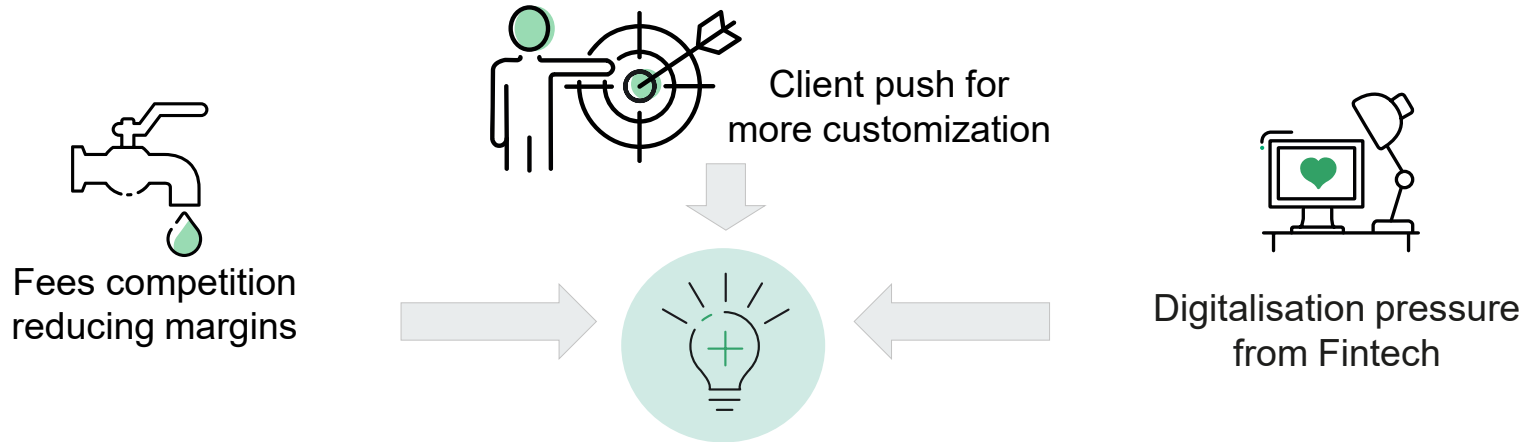 Client push for
more customization
Fees competition
reducing margins
Digitalisation pressure
from Fintech